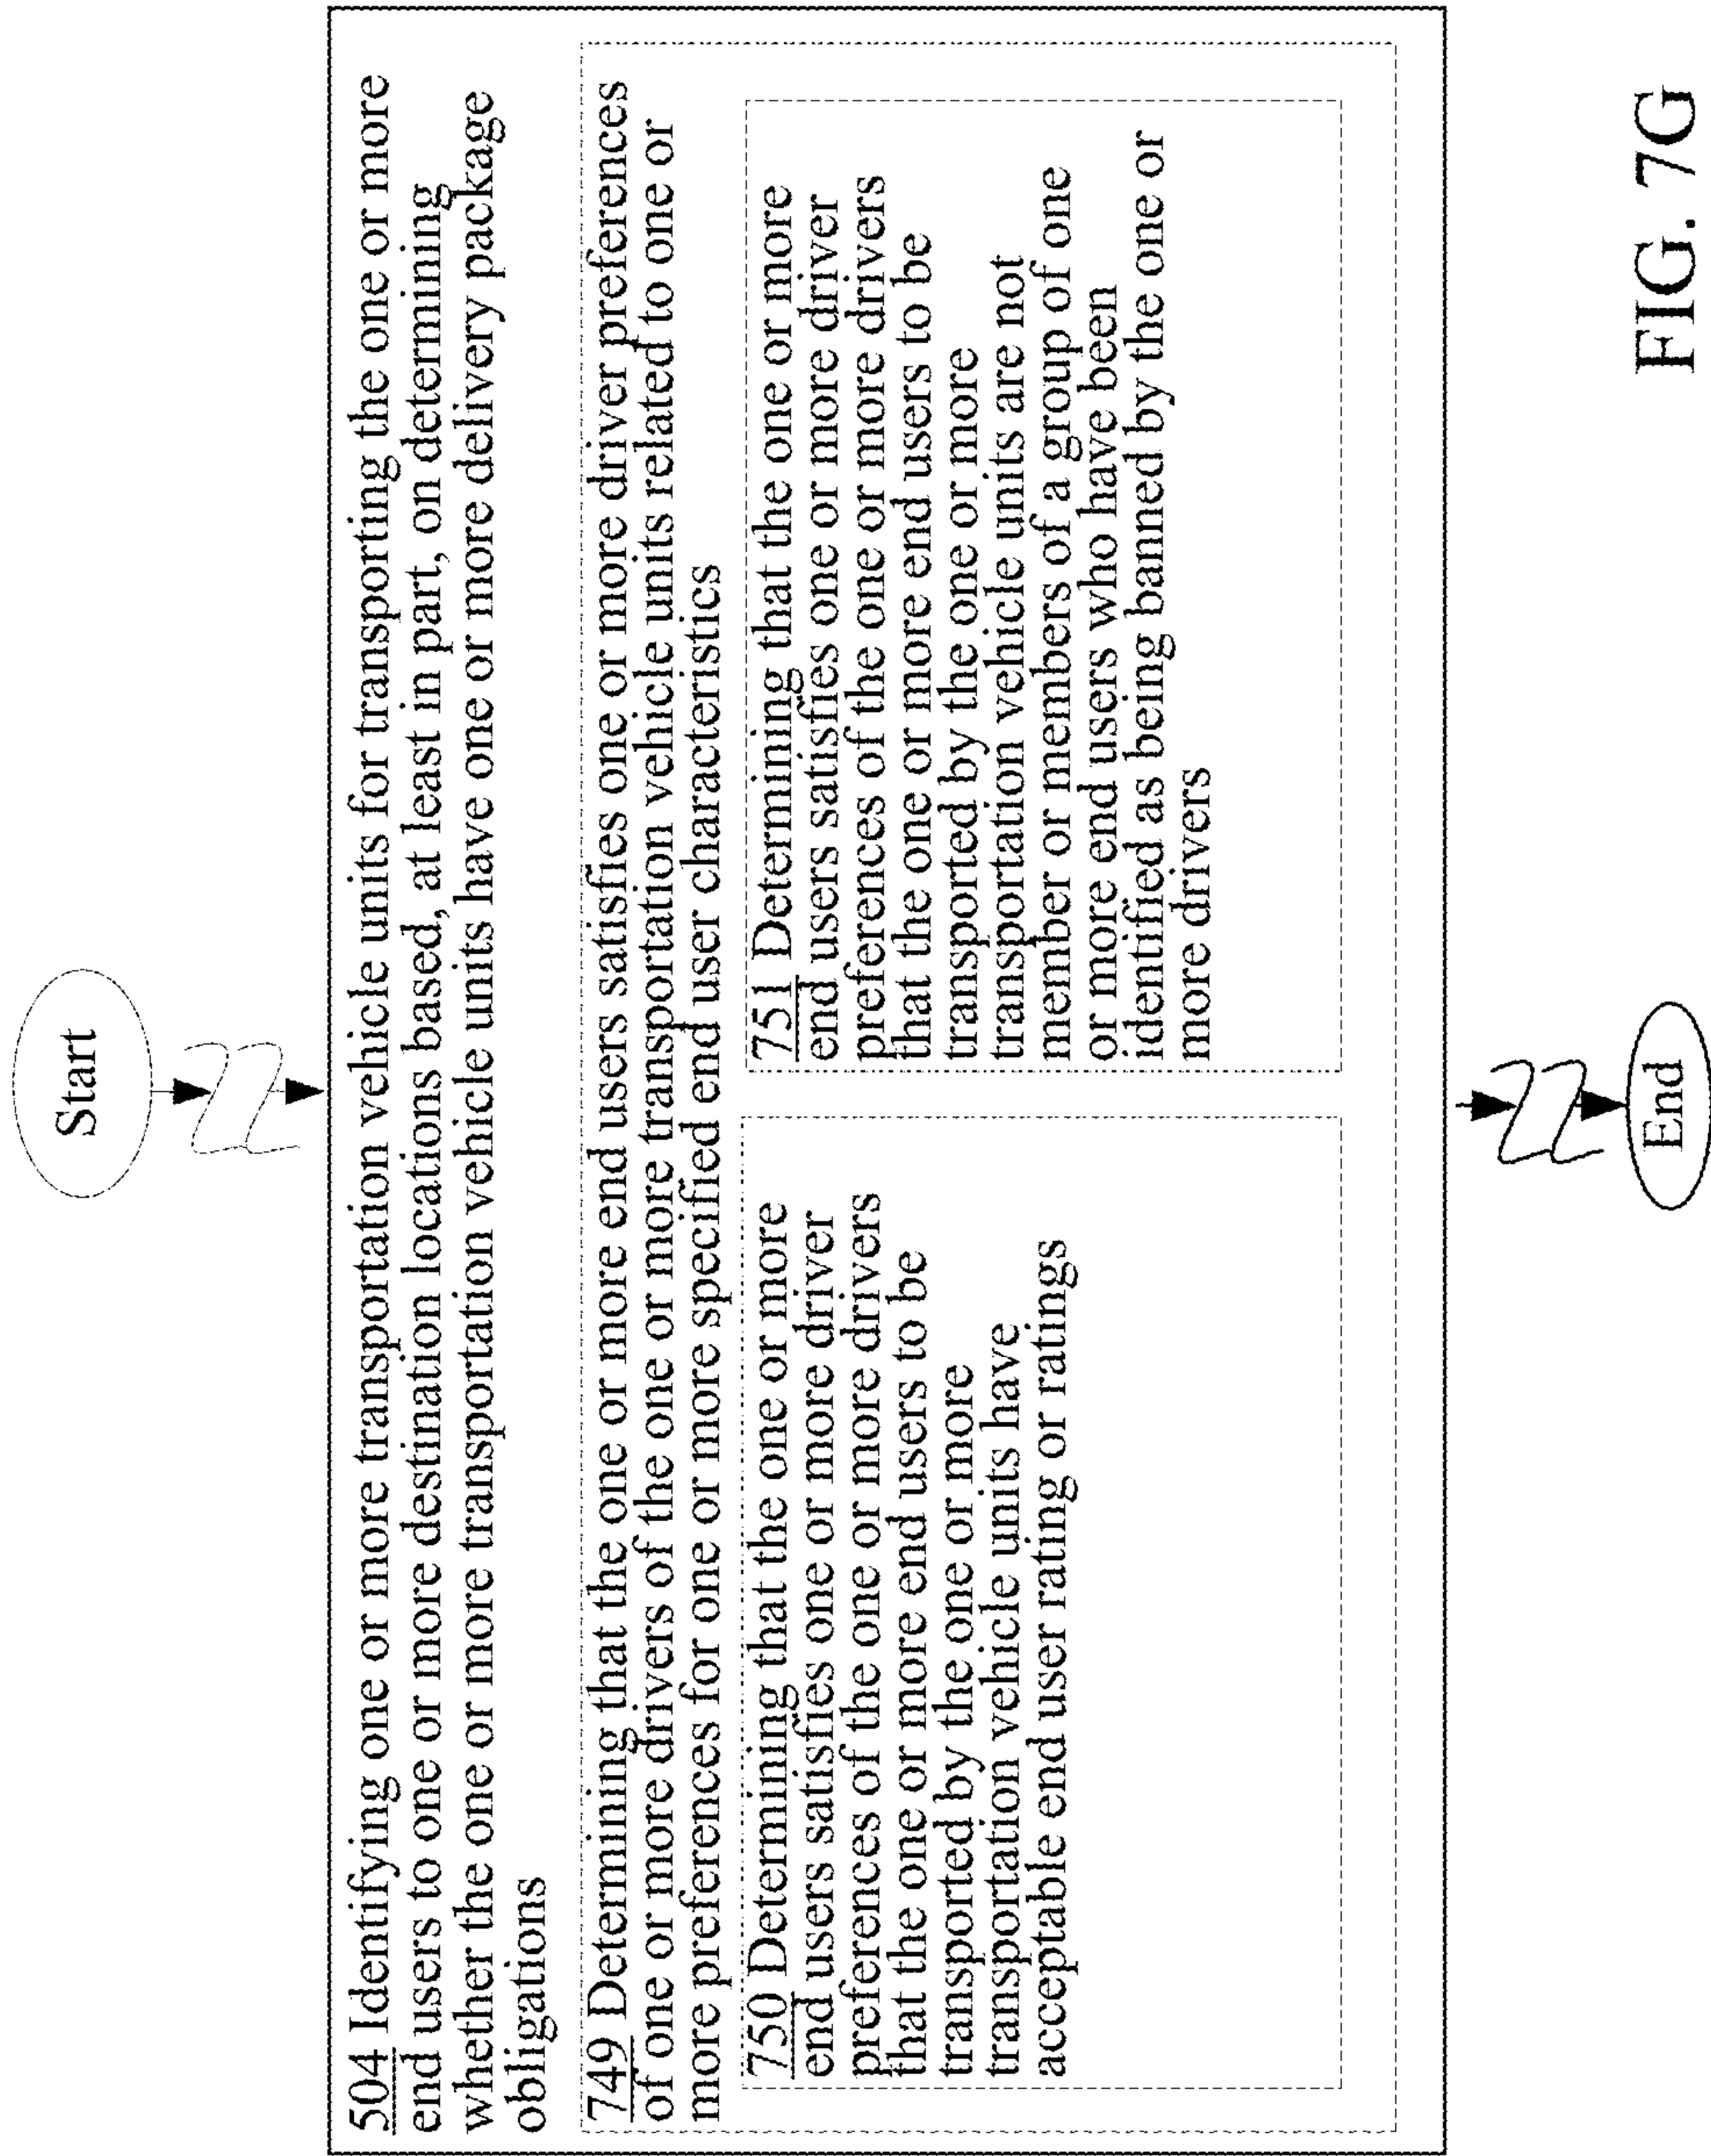 Start
504 Identifying one or more transportation vehicle units for transporting the one or more
end users to one or more destination locations based, at least in part, on determining
whether the one or more transportation vehicle units have one or more delivery package
obligations
749 Determining that the one or more end users satisfies one or more driver preferences
of one or more drivers of the one or more transportation vehicle units related to one or
more preferences for one or more specified end user characteristics
750 Determining that the one or more
end users satisfies one or more driver
preferences of the one or more drivers
that the one or more end users to be
transported by the one or more
transportation vehicle units have
acceptable end user rating or ratings
751 Determining that the one or more
end users satisfies one or more driver
preferences of the one or more drivers
that the one or more end users to be
transported by the one or more
transportation vehicle units are not
member or members of a group of one
or more end users who have been
identified as being banned by the one or
more drivers
End
FIG. 7G